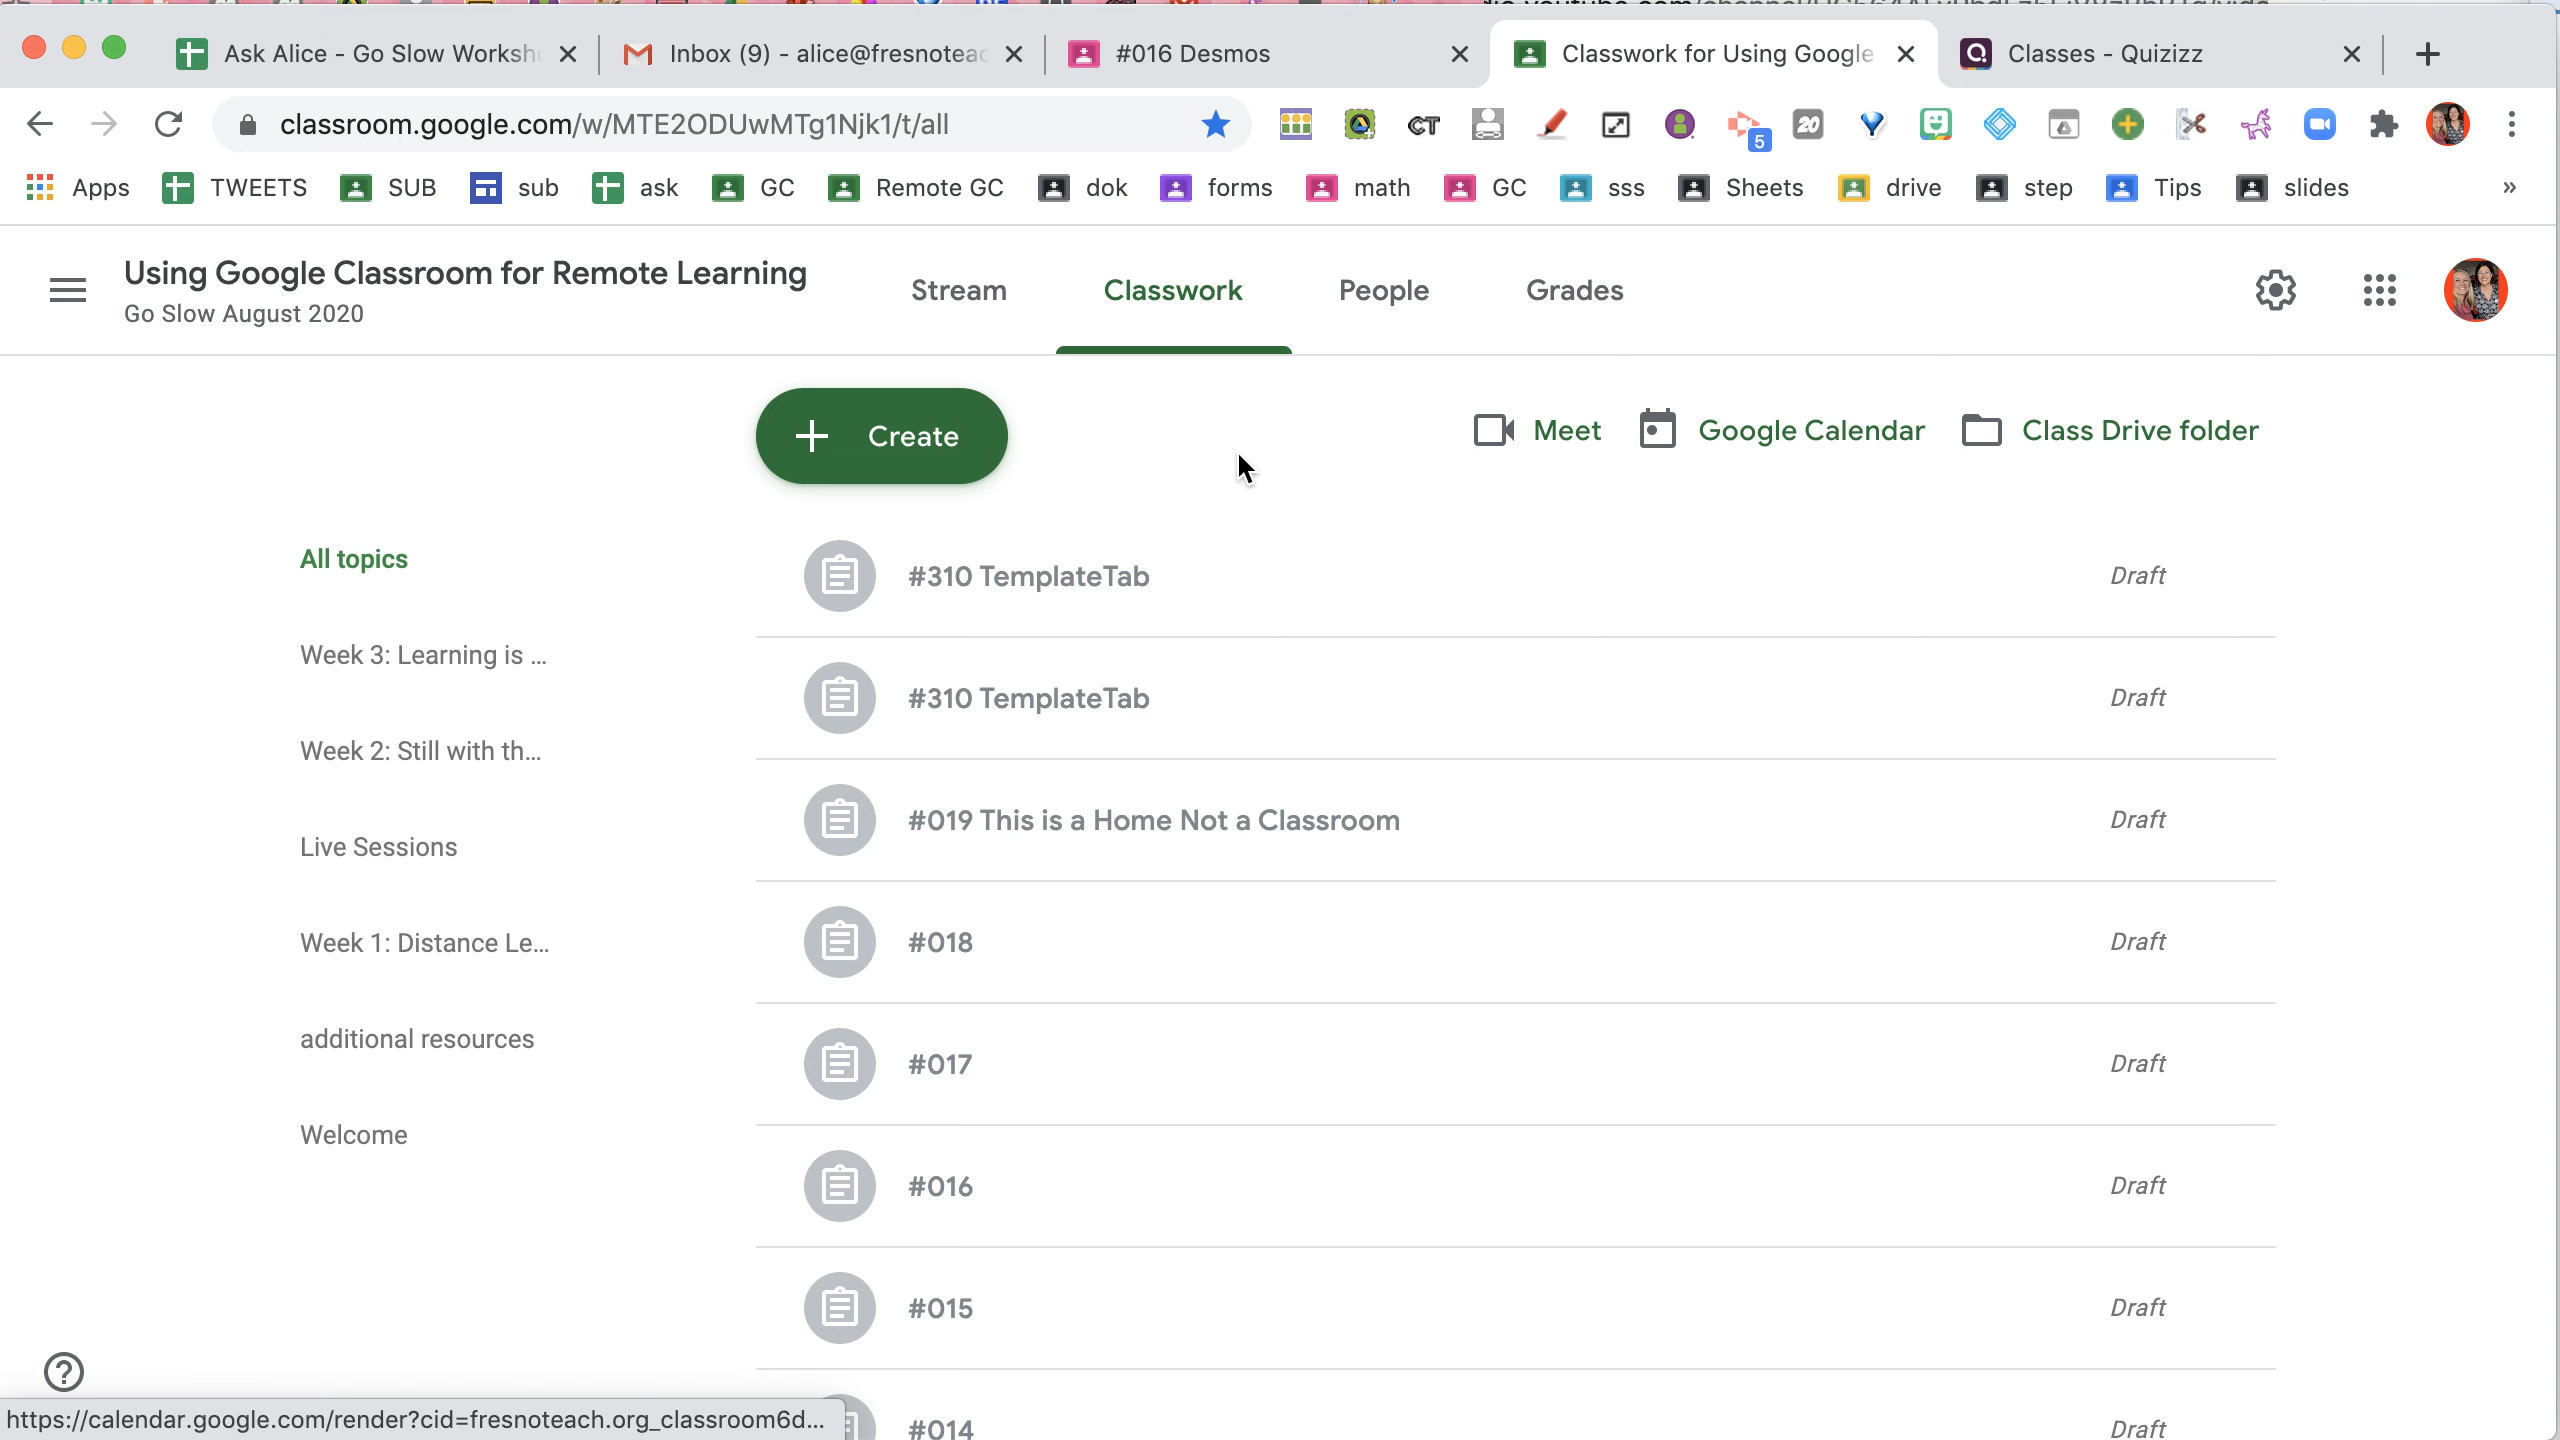 Ask Alice - Go Slow Worksh
Inbox (9) - alice@fresnoteac
#016 Desmos
Classwork for Using Google
Classes - Quizizz
classroom.google.com/w/MTE2ODUwMTg1Njk1/t/all
CT
5
20
Apps
TWEETS
SUB
sub
ask
GC
Remote GC
dok
forms
math
GC
sss
Sheets
drive
step
Tips
slides
»
Using Google Classroom for Remote Learning
Go Slow August 2020
Stream
Classwork
People
Grades
Create
Meet
Google Calendar
Class Drive folder
All topics
Week 3: Learning is ...
Week 2: Still with th...
Live Sessions
Week 1: Distance Le...
additional resources
Welcome
#310 TemplateTab
Draft
#310 TemplateTab
Draft
#019 This is a Home Not a Classroom
Draft
#018
Draft
#017
Draft
#016
Draft
#015
Draft
#014
Draft
https://calendar.google.com/render?cid=fresnoteach.org_classroom6d...